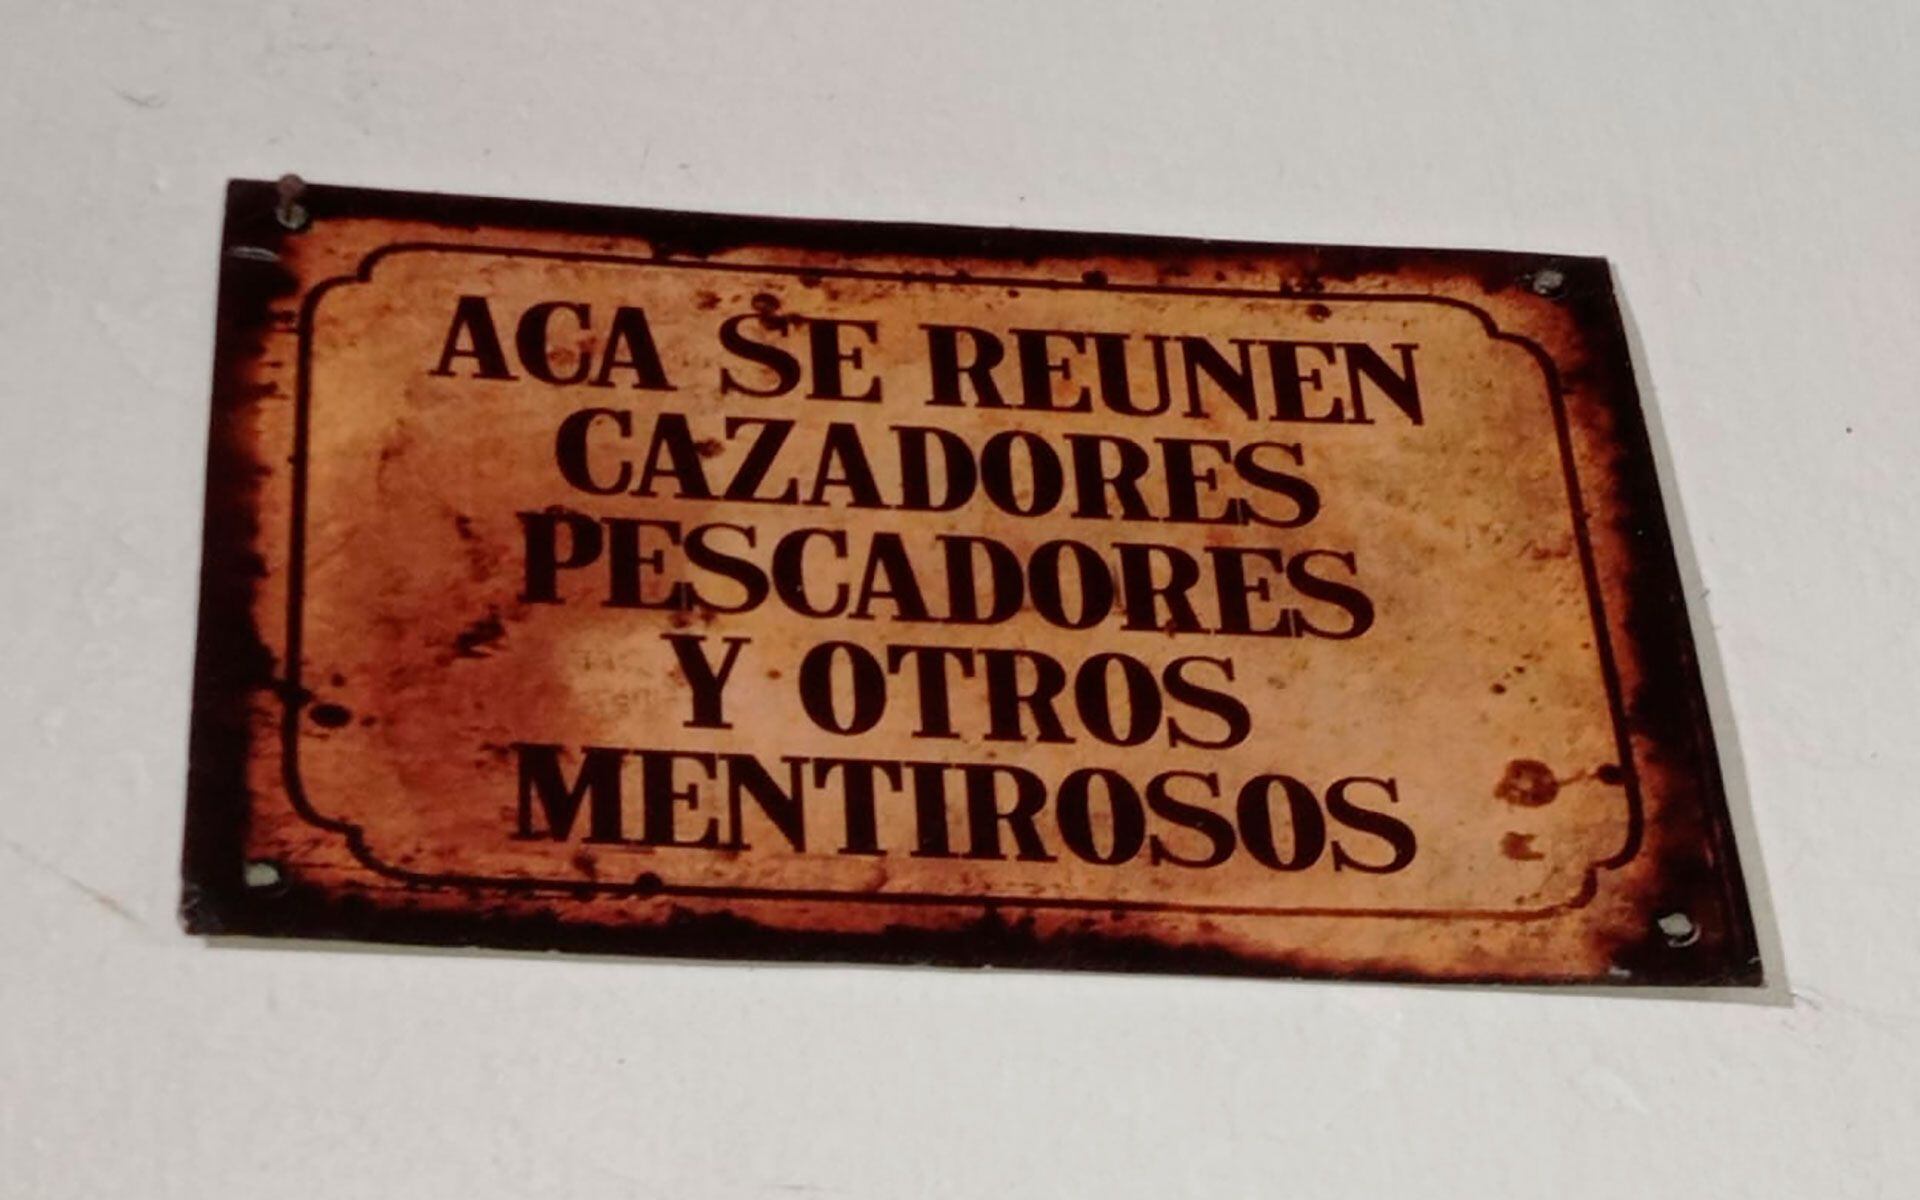 ACA SE REUNEN
CAZADORES
PESCADORES
Y OTROS
MENTIROSOS